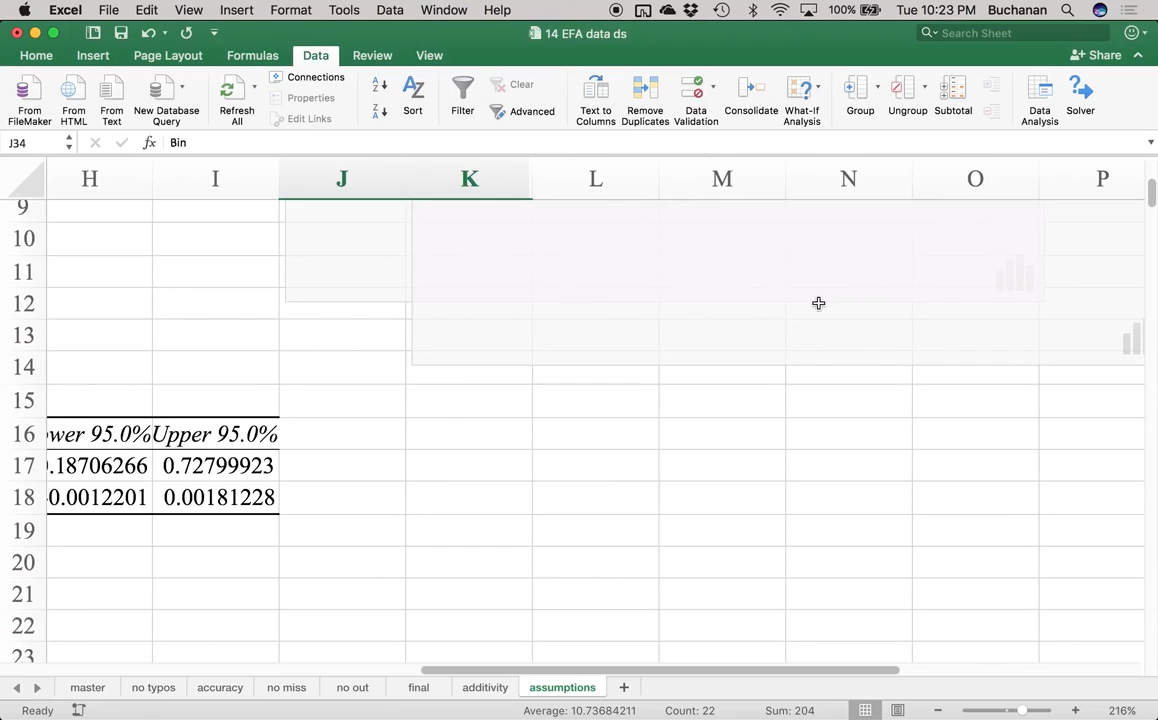 Excel File Edit View Insert Format Tools Data Window Help 100% Tue 10:23 PM Buchanan
14 EFA data ds Search Sheet
Home Insert Page Layout Formulas Data Review View Share
From FileMaker From HTML From Text New Database Query Refresh All Connections Properties Edit Links Sort Filter Clear Advanced Text to Columns Remove Duplicates Data Validation Consolidate What-If Analysis Group Ungroup Subtotal Data Analysis Solver
J34 fx Bin
H I J K L M N O P
9
10
11
12
13
14
15
16 ower 95.0% Upper 95.0%
17 .18706266 0.72799923
18 0.0012201 0.00181228
19
20
21
22
23
master no typos accuracy no miss no out final additivity assumptions
Ready Average: 10.73684211 Count: 22 Sum: 204 216%